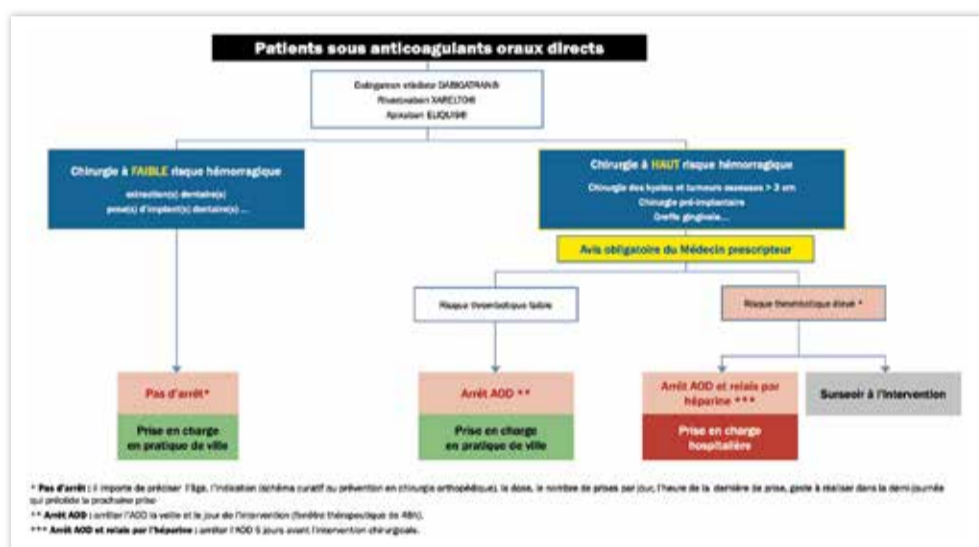 Patients sous anticoagulants oraux directs
Dabigatran etéxilate DABIGATRAN®
Rivaroxaban XARELTO®
Apixaban ELIQUIS®
Chirurgie à FAIBLE risque hémorragique
extraction(s) dentaire(s)
pose(s) d'implant(s) dentaire(s) ...
Chirurgie à HAUT risque hémorragique
Chirurgie des kystes et tumeurs osseuses > 3 cm
Chirurgie pré-implantaire
Greffe gingivale...
Avis obligatoire du Médecin prescripteur
Risque thrombotique faible
Risque thrombotique élevé *
Pas d'arrêt*
Prise en charge
en pratique de ville
Arrêt AOD **
Prise en charge
en pratique de ville
Arrêt AOD et relais par
héparine ***
Prise en charge
hospitalière
Surseoir à l'Intervention
* Pas d'arrêt : il importe de préciser l'âge, l'indication (schéma curatif ou prévention en chirurgie orthopédique), la dose, le nombre de prises par jour, l'heure de la dernière de prise, geste à réaliser dans la demi-journée
qui précède la prochaine prise
** Arrêt AOD : arrêter l'AOD la veille et le jour de l'intervention (fenêtre thérapeutique de 48h).
*** Arrêt AOD et relais par l'héparine : arrêter l'AOD 5 jours avant l'intervention chirurgicale.